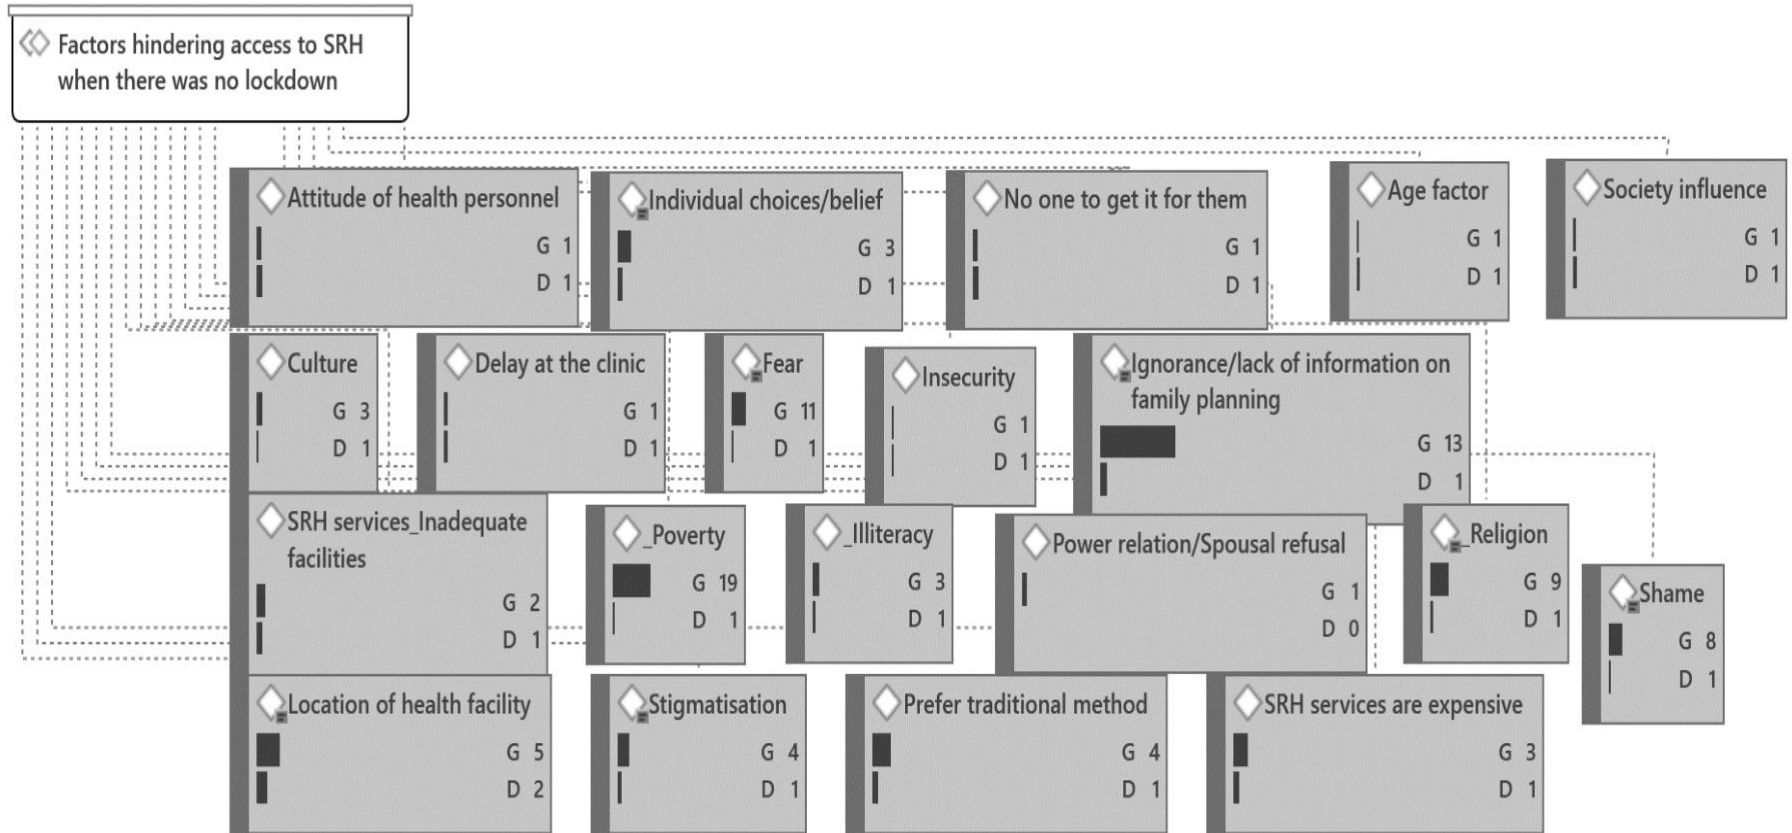 Factors hindering access to SRH
when there was no lockdown
Attitude of health personnel
G 1
D 1
Individual choices/belief
G 3
D 1
No one to get it for them
G 1
D 1
Age factor
G 1
D 1
Society influence
G 1
D 1
Culture
G 3
D 1
Delay at the clinic
G 1
D 1
Fear
G 11
D 1
Insecurity
G 1
D 1
Ignorance/lack of information on
family planning
G 13
D 1
SRH services_Inadequate
facilities
G 2
D 1
_Poverty
G 19
D 1
_Illiteracy
G 3
D 1
Power relation/Spousal refusal
G 1
D 0
_Religion
G 9
D 1
Shame
G 8
D 1
Location of health facility
G 5
D 2
Stigmatisation
G 4
D 1
Prefer traditional method
G 4
D 1
SRH services are expensive
G 3
D 1